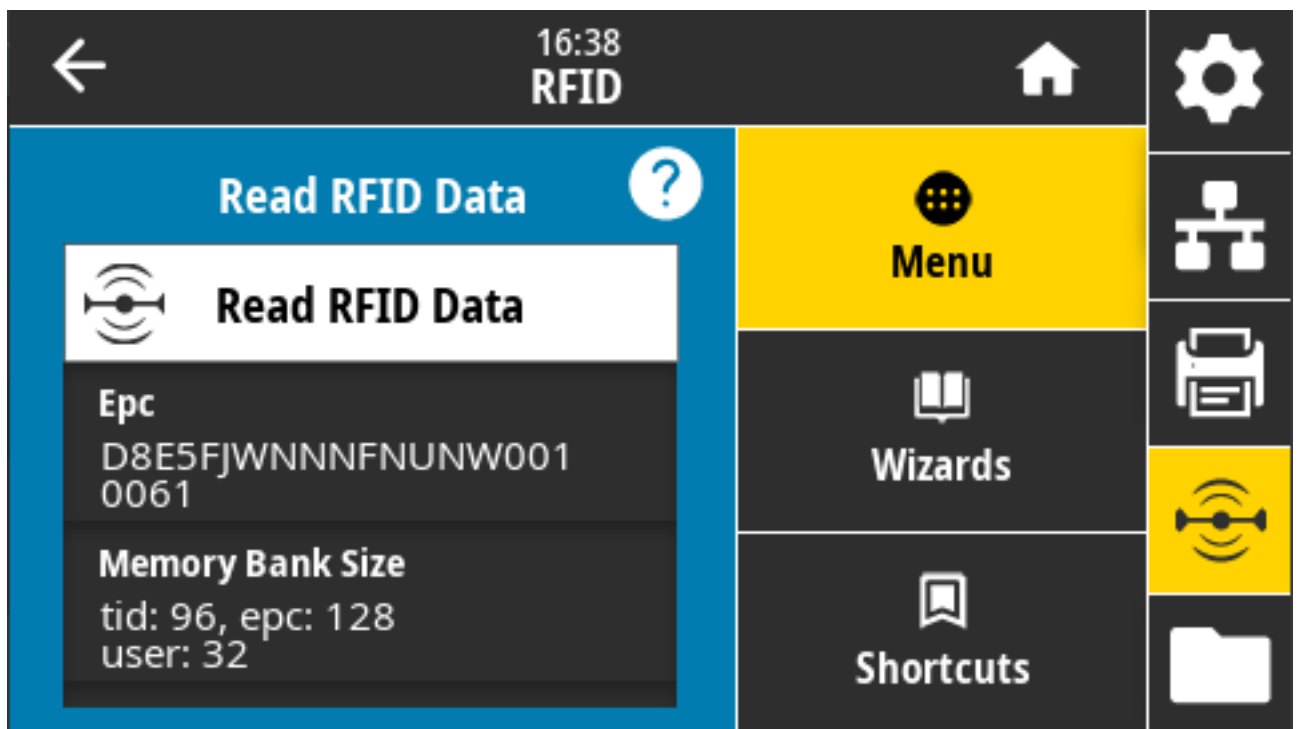 16:38
RFID
Read RFID Data
?
Read RFID Data
Epc
D8E5FJWNNNFNUNW001
0061
Memory Bank Size
tid: 96, epc: 128
user: 32
Menu
Wizards
Shortcuts